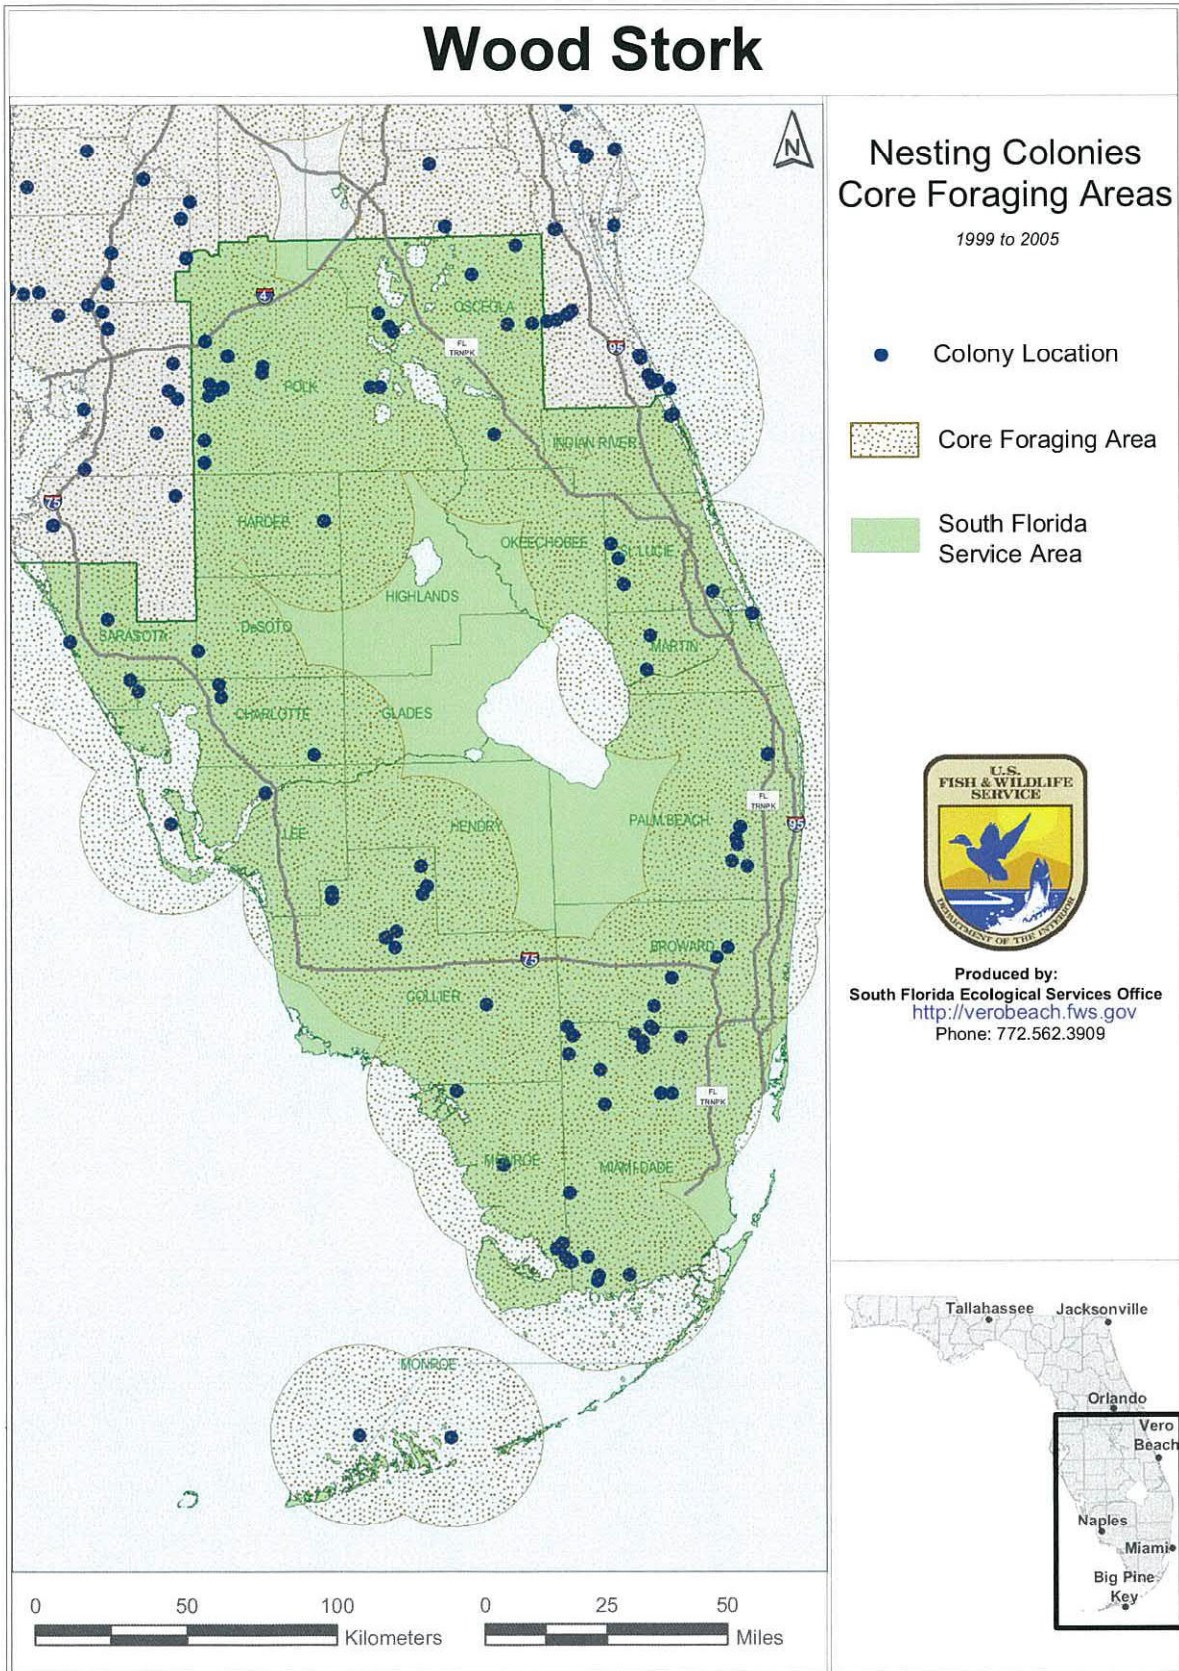 Wood Stork
N
Nesting Colonies
Core Foraging Areas
1999 to 2005
Colony Location
Core Foraging Area
South Florida
Service Area
4
OSCEOLA
FL
TRNPK
95
POLK
INDIAN RIVER
75
HARDEE
OKEECHOBEE
ST LUCIE
HIGHLANDS
SARASOTA
DeSOTO
MARTIN
CHARLOTTE
GLADES
FL
TRNPK
95
LEE
HENDRY
PALM BEACH
BROWARD
75
COLLIER
FL
TRNPK
MONROE
MIAMI-DADE
MONROE
U.S.
FISH & WILDLIFE
SERVICE
DEPARTMENT OF THE INTERIOR
Produced by:
South Florida Ecological Services Office
http://verobeach.fws.gov
Phone: 772.562.3909
Tallahassee
Jacksonville
Orlando
Vero
Beach
Naples
Miami
Big Pine
Key
0 50 100
Kilometers
0 25 50
Miles